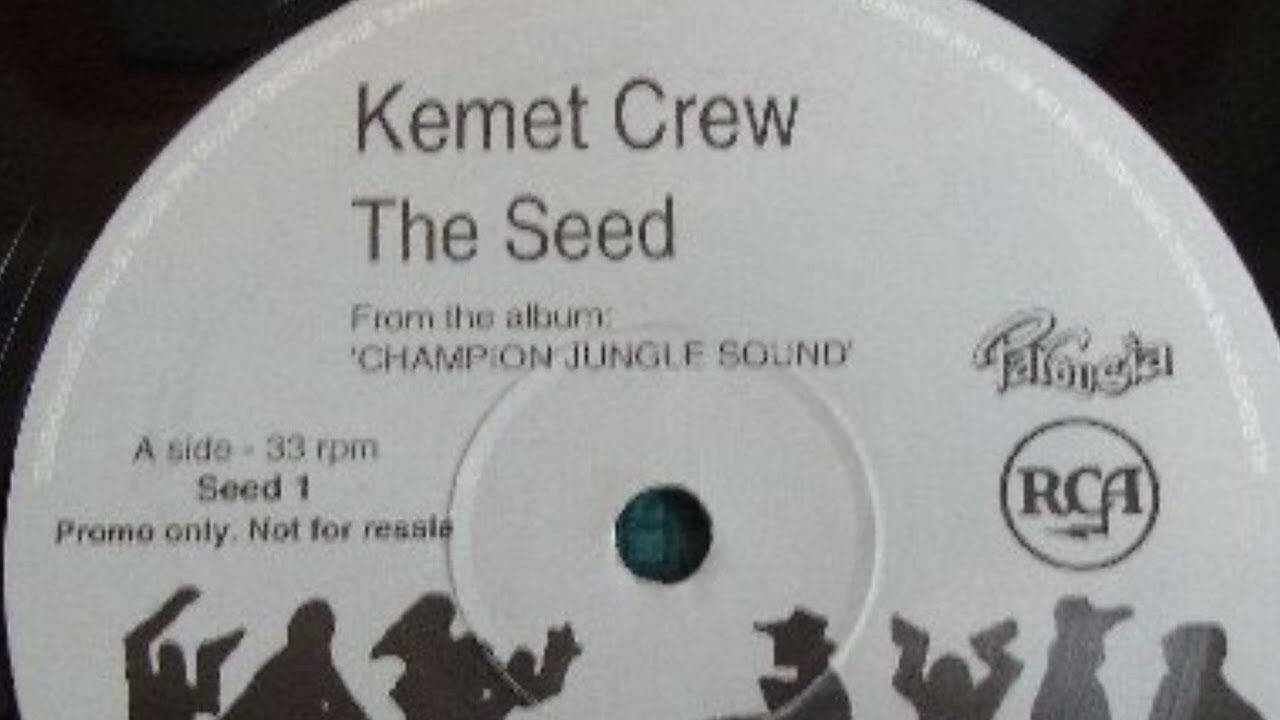 Kemet Crew
The Seed
From the album:
'CHAMPION JUNGLE SOUND'
Parousia
RCA
A side - 33 rpm
Seed 1
Promo only. Not for resale